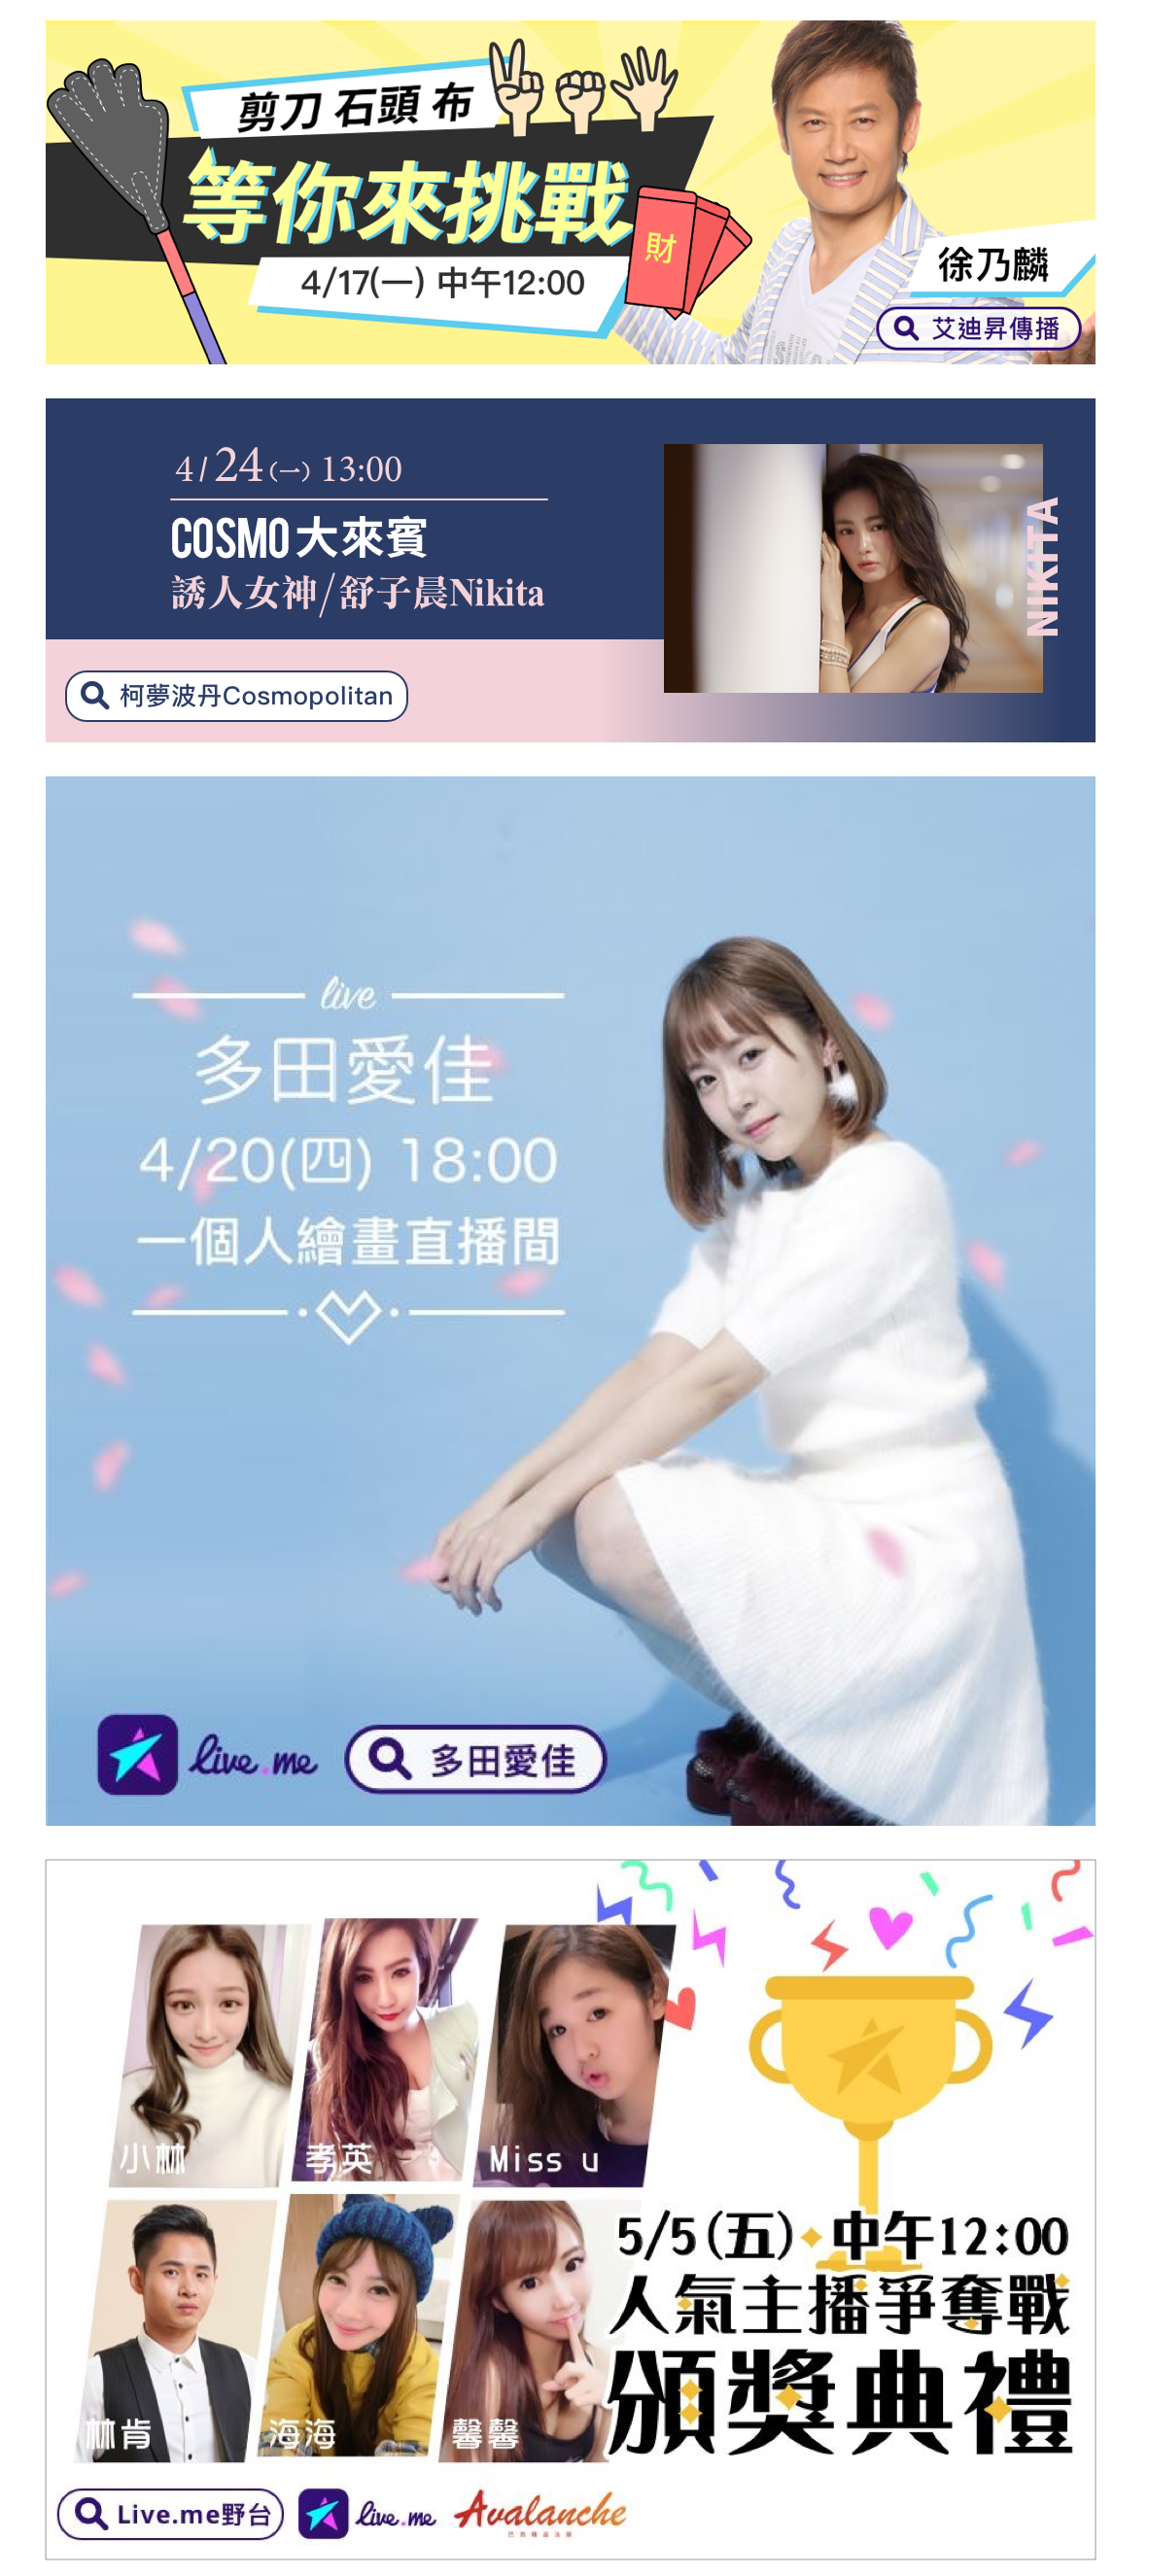 剪刀 石頭 布
等你來挑戰
財
4/17(一) 中午12:00
徐乃麟
艾迪昇傳播
4/24(一) 13:00
COSMO大來賓
誘人女神/舒子晨Nikita
NIKITA
柯夢波丹Cosmopolitan
live
多田愛佳
4/20(四) 18:00
一個人繪畫直播間
live.me
多田愛佳
小林
孝英
Miss u
林肯
海海
馨馨
5/5(五) 中午12:00
人氣主播爭奪戰
頒獎典禮
Live.me野台
live.me
Avalanche